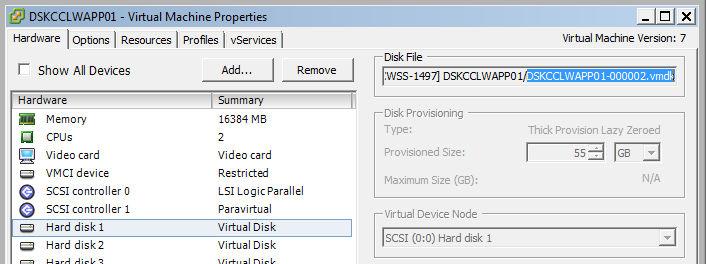 DSKCCLWAPP01 - Virtual Machine Properties
Hardware Options Resources Profiles vServices Virtual Machine Version: 7
Show All Devices Add... Remove
Hardware Summary
Memory 16384 MB
CPUs 2
Video card Video card
VMCI device Restricted
SCSI controller 0 LSI Logic Parallel
SCSI controller 1 Paravirtual
Hard disk 1 Virtual Disk
Hard disk 2 Virtual Disk
Hard disk 3 Virtual Disk
Disk File
WSS-1497] DSKCCLWAPP01/DSKCCLWAPP01-000002.vmdk
Disk Provisioning
Type: Thick Provision Lazy Zeroed
Provisioned Size: 55 GB
Maximum Size (GB): N/A
Virtual Device Node
SCSI (0:0) Hard disk 1